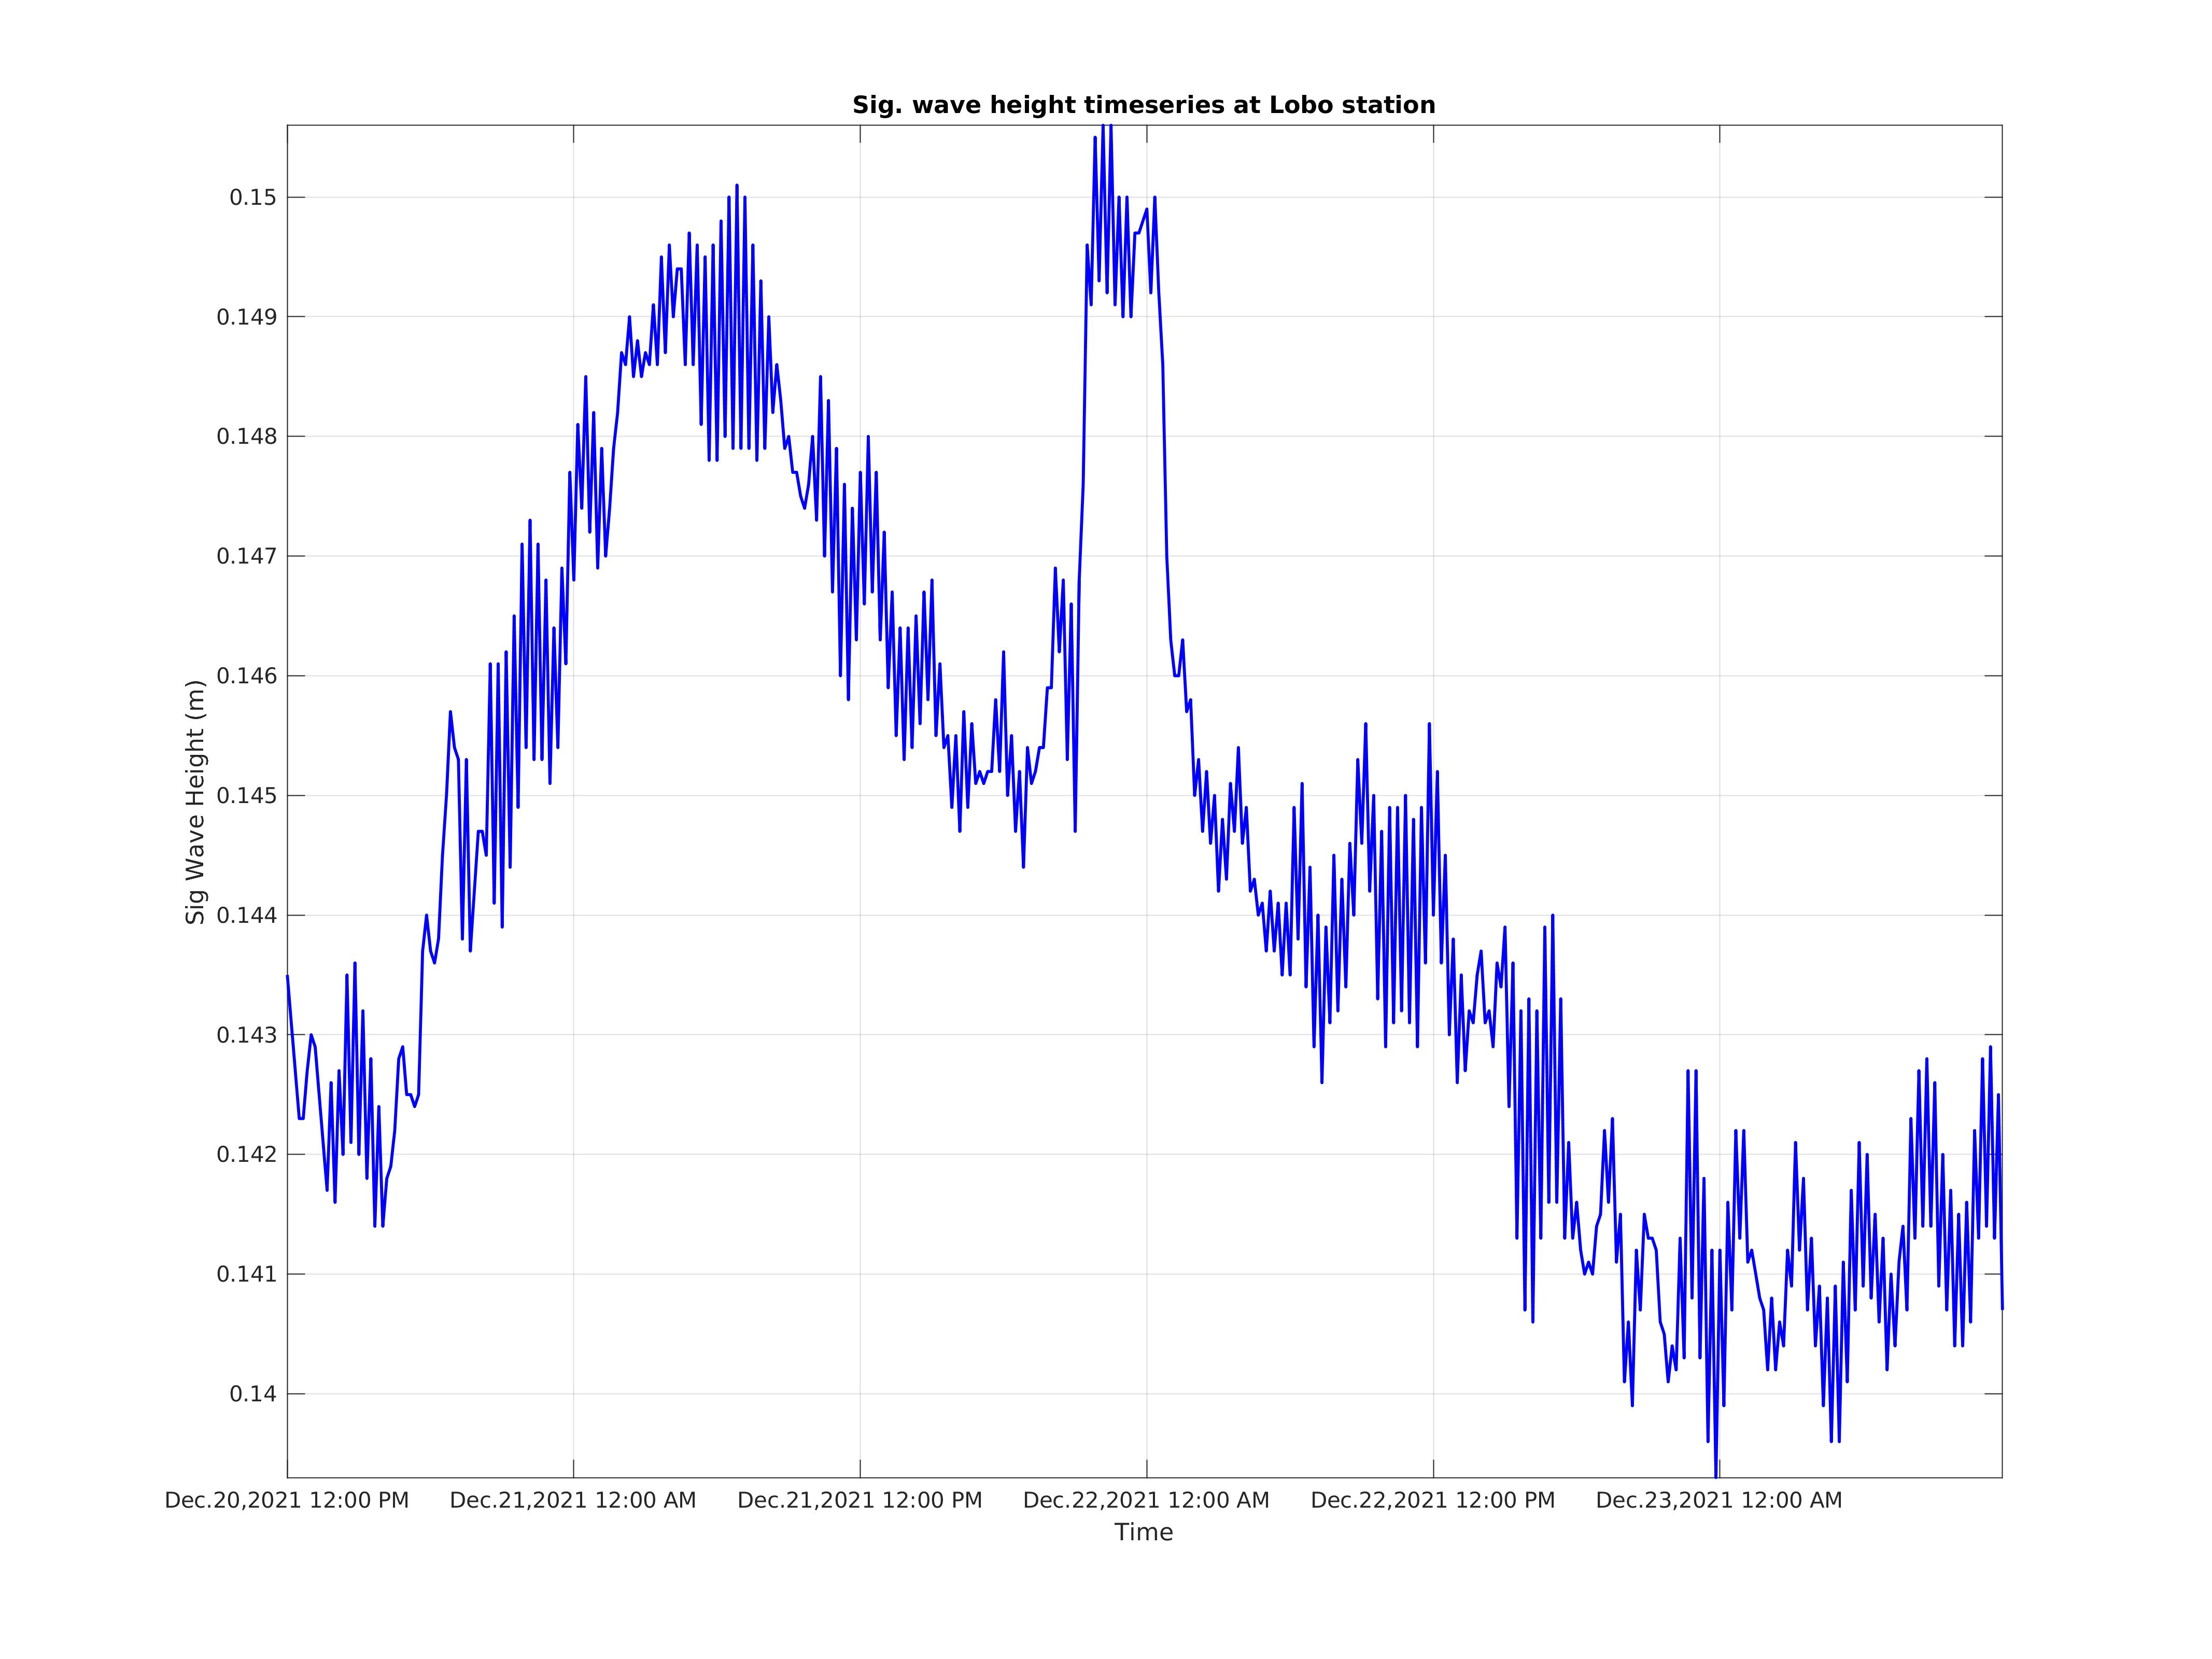 Sig. wave height timeseries at Lobo station
0.15
0.149
0.148
0.147
0.146
0.145
0.144
0.143
0.142
0.141
0.14
Sig Wave Height (m)
Dec.20,2021 12:00 PM
Dec.21,2021 12:00 AM
Dec.21,2021 12:00 PM
Dec.22,2021 12:00 AM
Dec.22,2021 12:00 PM
Dec.23,2021 12:00 AM
Time